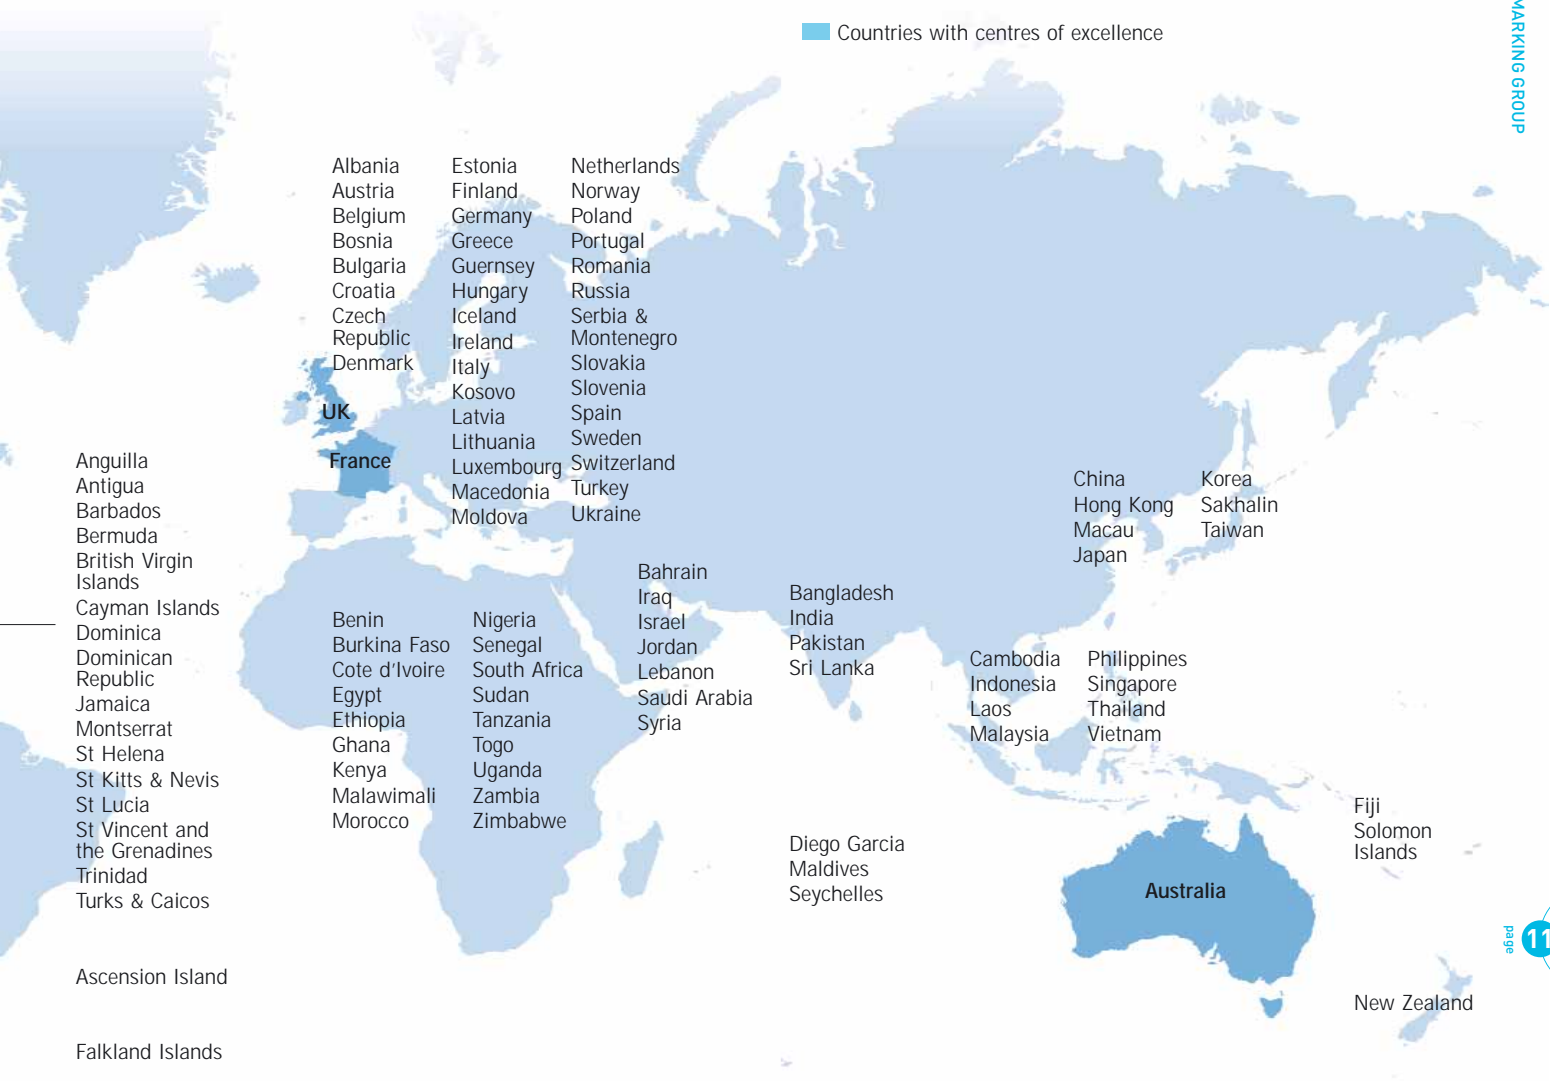 Countries with centres of excellence
MARKING GROUP
Albania
Austria
Belgium
Bosnia
Bulgaria
Croatia
Czech
Republic
Denmark
Estonia
Finland
Germany
Greece
Guernsey
Hungary
Iceland
Ireland
Italy
Kosovo
Latvia
Lithuania
Luxembourg
Macedonia
Moldova
Netherlands
Norway
Poland
Portugal
Romania
Russia
Serbia &
Montenegro
Slovakia
Slovenia
Spain
Sweden
Switzerland
Turkey
Ukraine
UK
France
Anguilla
Antigua
Barbados
Bermuda
British Virgin
Islands
Cayman Islands
Dominica
Dominican
Republic
Jamaica
Montserrat
St Helena
St Kitts & Nevis
St Lucia
St Vincent and
the Grenadines
Trinidad
Turks & Caicos
Ascension Island
Falkland Islands
Benin
Burkina Faso
Cote d'Ivoire
Egypt
Ethiopia
Ghana
Kenya
Malawimali
Morocco
Nigeria
Senegal
South Africa
Sudan
Tanzania
Togo
Uganda
Zambia
Zimbabwe
Bahrain
Iraq
Israel
Jordan
Lebanon
Saudi Arabia
Syria
Bangladesh
India
Pakistan
Sri Lanka
Diego Garcia
Maldives
Seychelles
China
Hong Kong
Macau
Japan
Korea
Sakhalin
Taiwan
Cambodia
Indonesia
Laos
Malaysia
Philippines
Singapore
Thailand
Vietnam
Australia
Fiji
Solomon
Islands
New Zealand
page
11